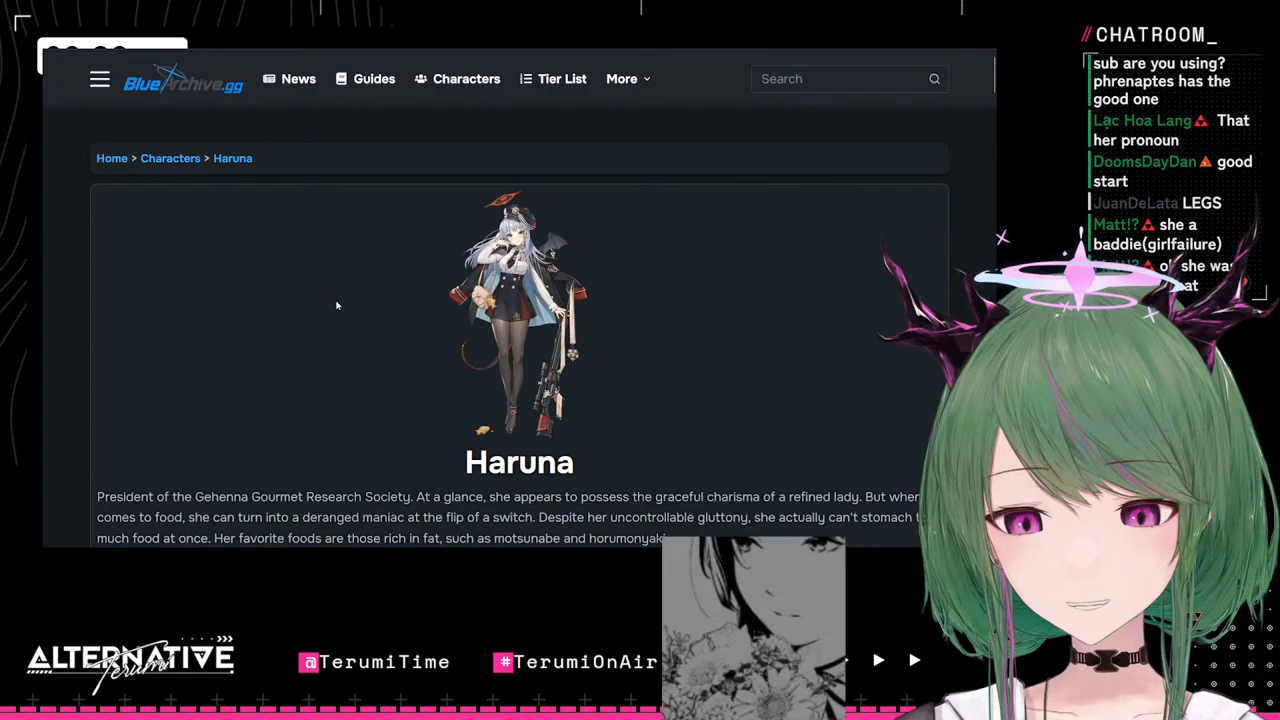 //CHATROOM_
sub are you using?
phrenaptes has the
good one
Lạc Hoa Lang That
her pronoun
DoomsDayDan good
start
JuanDeLata LEGS
Matt!? she a
baddie(girlfailure)
she was
at
BlueArchive.gg
News
Guides
Characters
Tier List
More
Search
Home > Characters > Haruna
Haruna
President of the Gehenna Gourmet Research Society. At a glance, she appears to possess the graceful charisma of a refined lady. But when
comes to food, she can turn into a deranged maniac at the flip of a switch. Despite her uncontrollable gluttony, she actually can't stomach
much food at once. Her favorite foods are those rich in fat, such as motsunabe and horumonyaki
ALTERNATIVE
Terumi
@TerumiTime
#TerumiOnAir